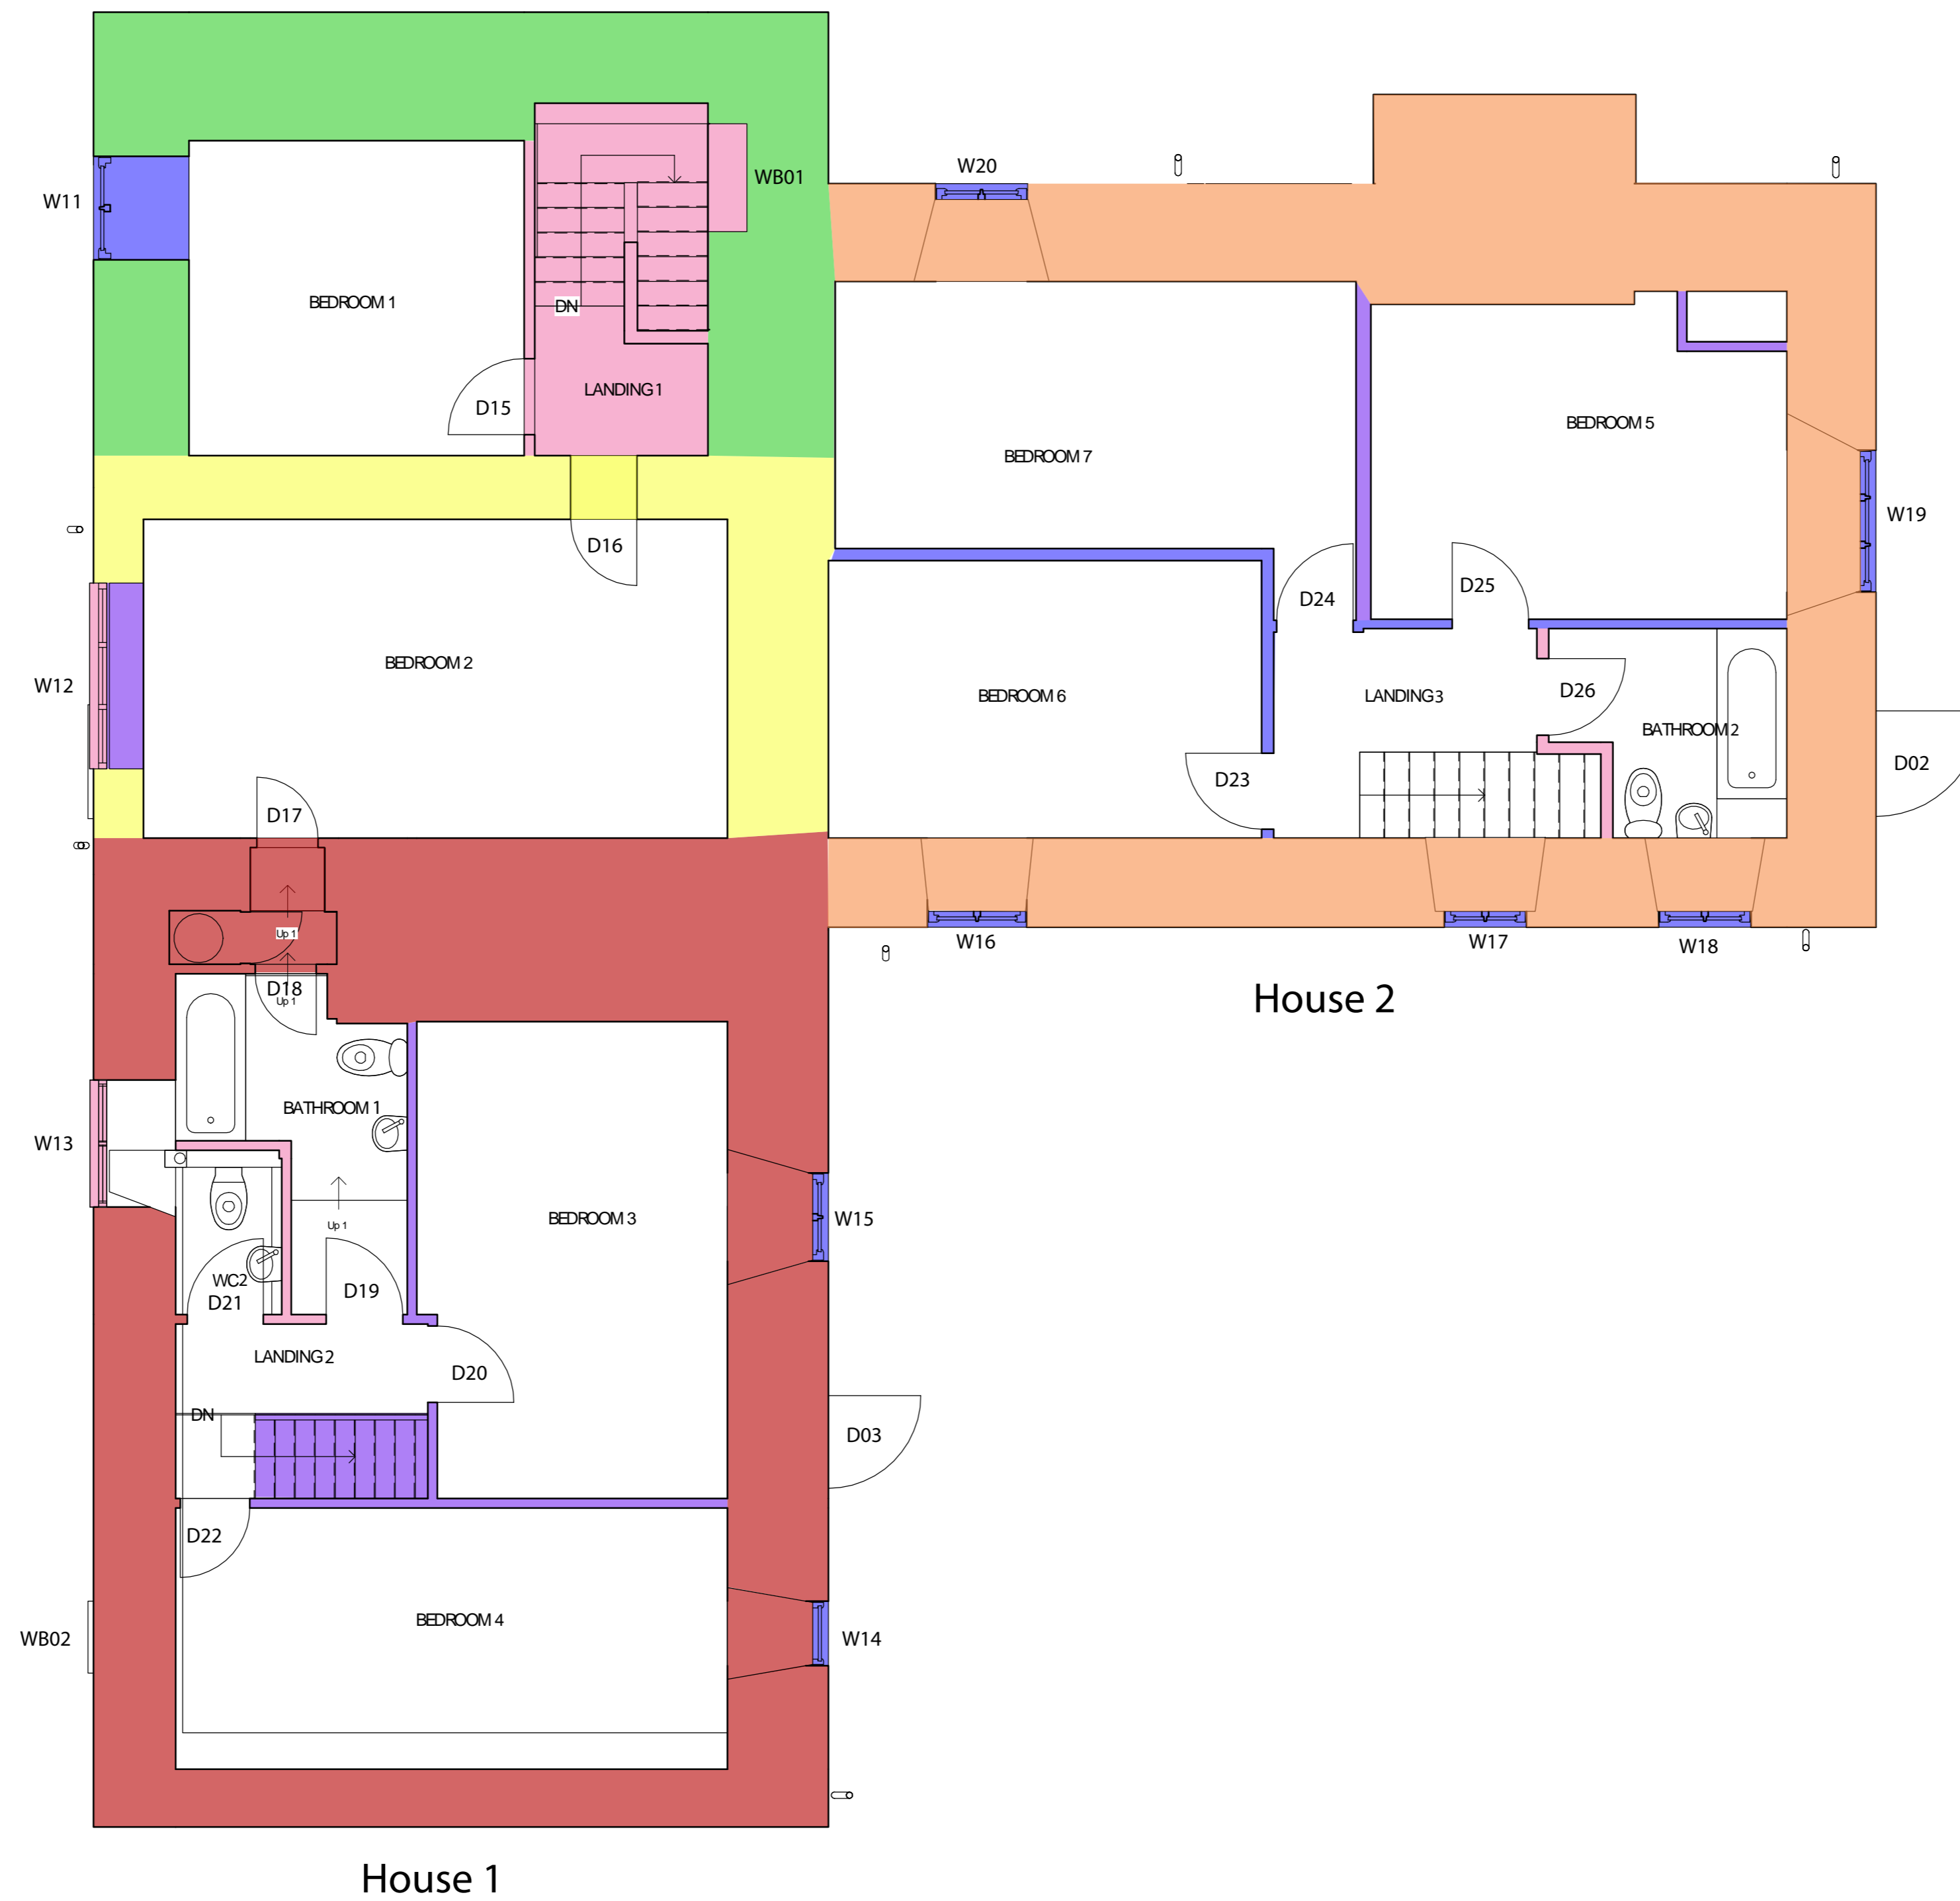 W20
WB01
W11
BEDROOM 1
DN
LANDING 1
D15
BEDROOM 5
BEDROOM 7
W19
D16
D25
D24
BEDROOM 2
W12
BEDROOM 6
LANDING 3
D26
BATHROOM 2
D02
D23
D17
Up 1
W16
W17
W18
D18
Up 1
House 2
BATHROOM 1
W13
BEDROOM 3
W15
Up 1
WC2
D21
D19
LANDING 2
D20
DN
D03
D22
BEDROOM 4
WB02
W14
House 1